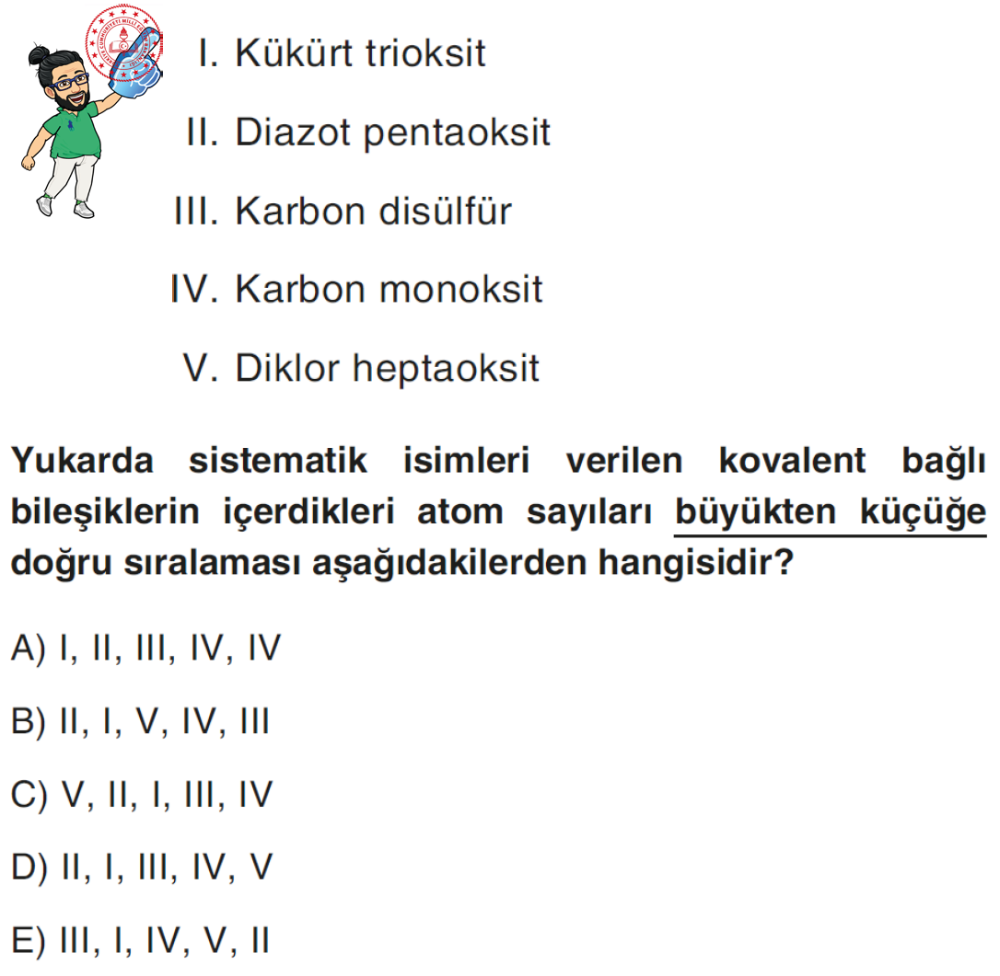 I. Kükürt trioksit
II. Diazot pentaoksit
III. Karbon disülfür
IV. Karbon monoksit
V. Diklor heptaoksit
Yukarda sistematik isimleri verilen kovalent bağlı
bileşiklerin içerdikleri atom sayıları büyükten küçüğe
doğru sıralaması aşağıdakilerden hangisidir?
A) I, II, III, IV, IV
B) II, I, V, IV, III
C) V, II, I, III, IV
D) II, I, III, IV, V
E) III, I, IV, V, II